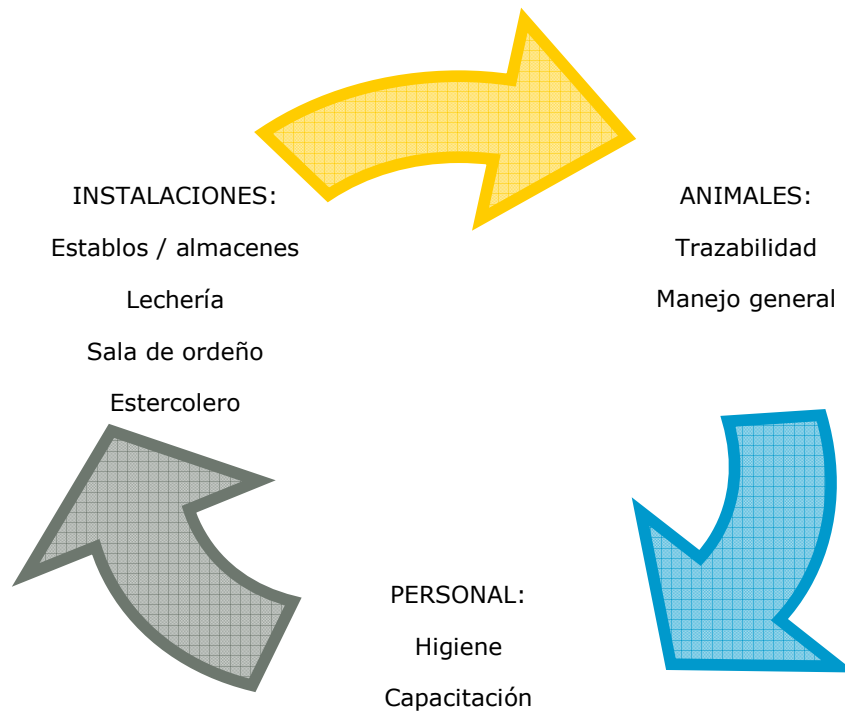 INSTALACIONES:
Establos / almacenes
Lechería
Sala de ordeño
Estercolero
ANIMALES:
Trazabilidad
Manejo general
PERSONAL:
Higiene
Capacitación